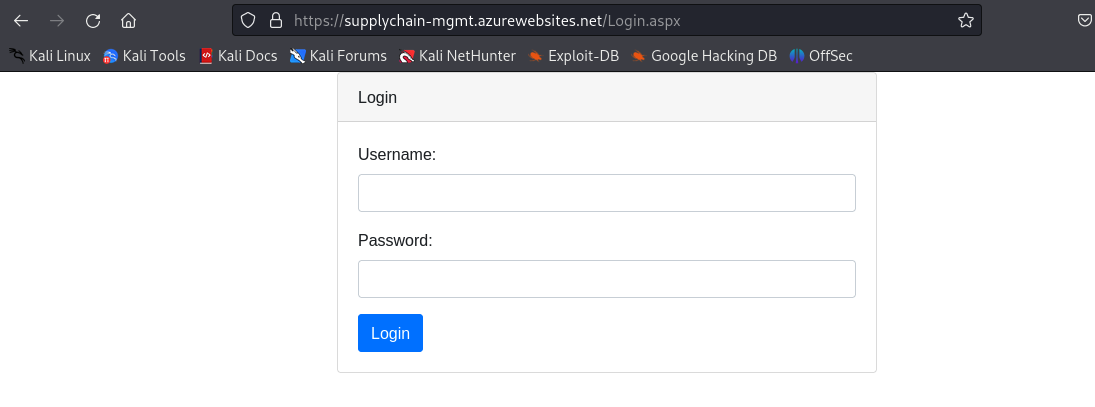 https://supplychain-mgmt.azurewebsites.net/Login.aspx
Kali Linux Kali Tools Kali Docs Kali Forums Kali NetHunter Exploit-DB Google Hacking DB OffSec
Login
Username:
Password:
Login